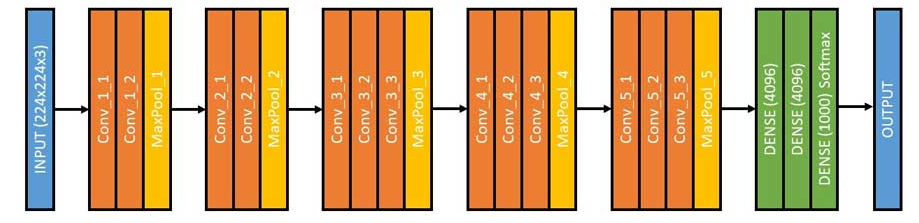 INPUT (224x224x3)
Conv_1_1
Conv_1_2
MaxPool_1
Conv_2_1
Conv_2_2
MaxPool_2
Conv_3_1
Conv_3_2
Conv_3_3
MaxPool_3
Conv_4_1
Conv_4_2
Conv_4_3
MaxPool_4
Conv_5_1
Conv_5_2
Conv_5_3
MaxPool_5
DENSE (4096)
DENSE (4096)
DENSE (1000) Softmax
OUTPUT